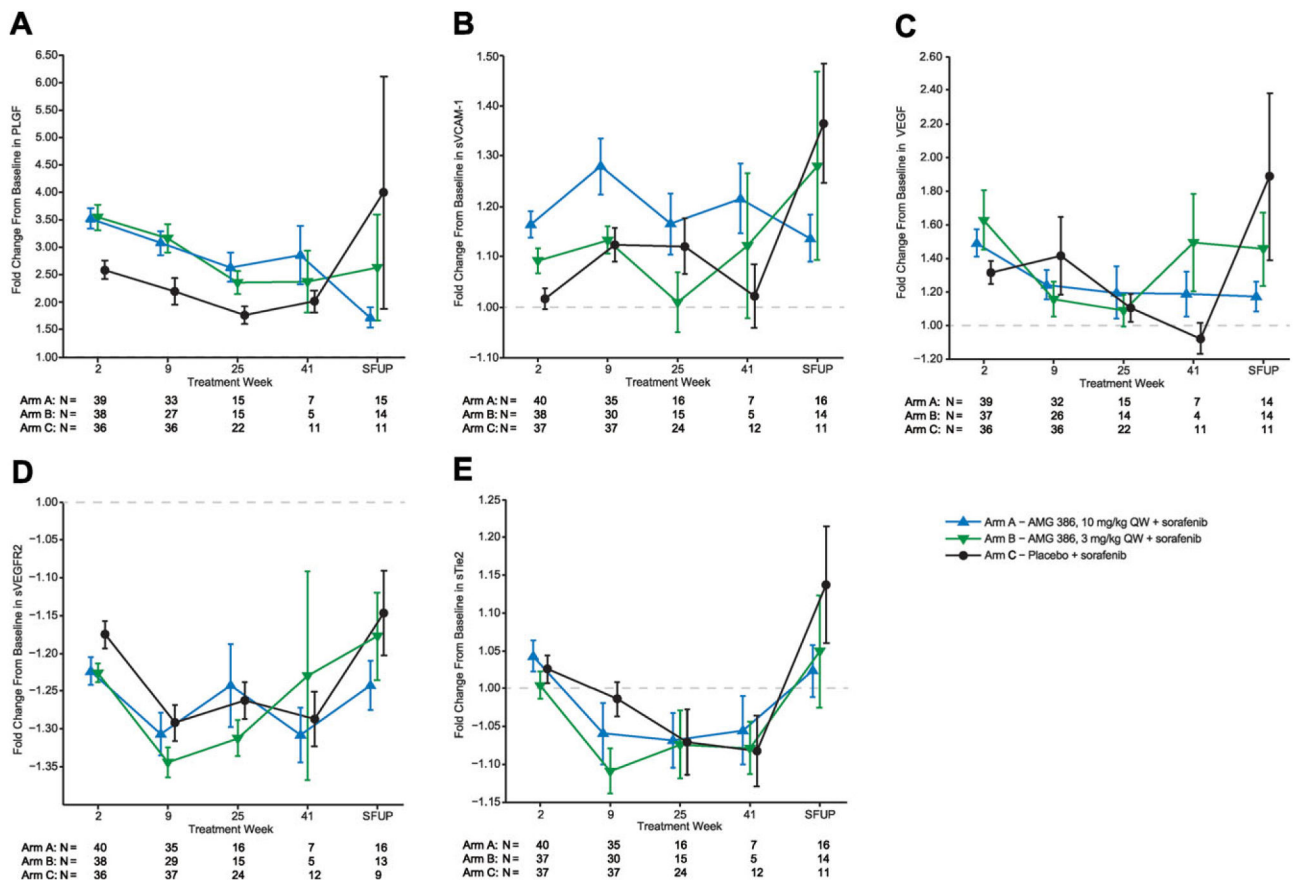 A
Fold Change From Baseline in PLGF
6.50
6.00
5.50
5.00
4.50
4.00
3.50
3.00
2.50
2.00
1.50
1.00
2 9 25 41 SFUP
Treatment Week
Arm A: N = 39 33 15 7 15
Arm B: N = 38 27 15 5 14
Arm C: N = 36 36 22 11 11
B
Fold Change From Baseline in sVCAM-1
1.50
1.40
1.30
1.20
1.10
1.00
−1.10
2 9 25 41 SFUP
Treatment Week
Arm A: N = 40 35 16 7 16
Arm B: N = 38 30 15 5 14
Arm C: N = 37 37 24 12 11
C
Fold Change From Baseline in VEGF
2.60
2.40
2.20
2.00
1.80
1.60
1.40
1.20
1.00
−1.20
2 9 25 41 SFUP
Treatment Week
Arm A: N = 39 32 15 7 14
Arm B: N = 37 26 14 4 14
Arm C: N = 36 36 22 11 11
D
Fold Change From Baseline in sVEGFR2
1.00
−1.05
−1.10
−1.15
−1.20
−1.25
−1.30
−1.35
2 9 25 41 SFUP
Treatment Week
Arm A: N = 40 35 16 7 16
Arm B: N = 38 29 15 5 13
Arm C: N = 36 37 24 12 9
E
Fold Change From Baseline in sTie2
1.25
1.20
1.15
1.10
1.05
1.00
−1.05
−1.10
−1.15
2 9 25 41 SFUP
Treatment Week
Arm A: N = 40 35 16 7 16
Arm B: N = 37 30 15 5 14
Arm C: N = 37 37 24 12 11
Arm A − AMG 386, 10 mg/kg QW + sorafenib
Arm B − AMG 386, 3 mg/kg QW + sorafenib
Arm C − Placebo + sorafenib